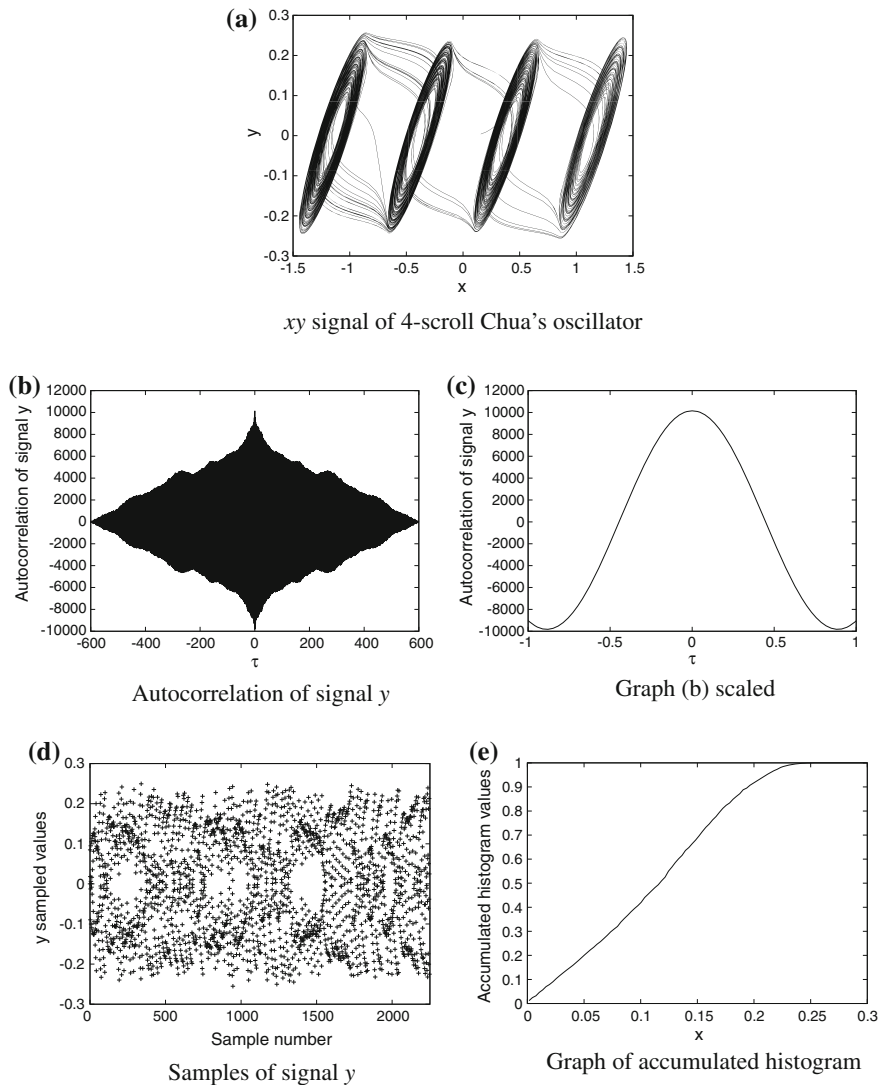 (a)
0.3
0.2
0.1
0
-0.1
-0.2
-0.3
y
-1.5 -1 -0.5 0 0.5 1 1.5
x
xy signal of 4-scroll Chua's oscillator
(b)
12000
10000
8000
6000
4000
2000
0
-2000
-4000
-6000
-8000
-10000
Autocorrelation of signal y
-600 -400 -200 0 200 400 600
τ
Autocorrelation of signal y
(c)
12000
10000
8000
6000
4000
2000
0
-2000
-4000
-6000
-8000
-10000
Autocorrelation of signal y
-1 -0.5 0 0.5 1
τ
Graph (b) scaled
(d)
0.3
0.2
0.1
0
-0.1
-0.2
-0.3
y sampled values
0 500 1000 1500 2000
Sample number
Samples of signal y
(e)
1
0.9
0.8
0.7
0.6
0.5
0.4
0.3
0.2
0.1
0
Accumulated histogram values
0 0.05 0.1 0.15 0.2 0.25 0.3
x
Graph of accumulated histogram